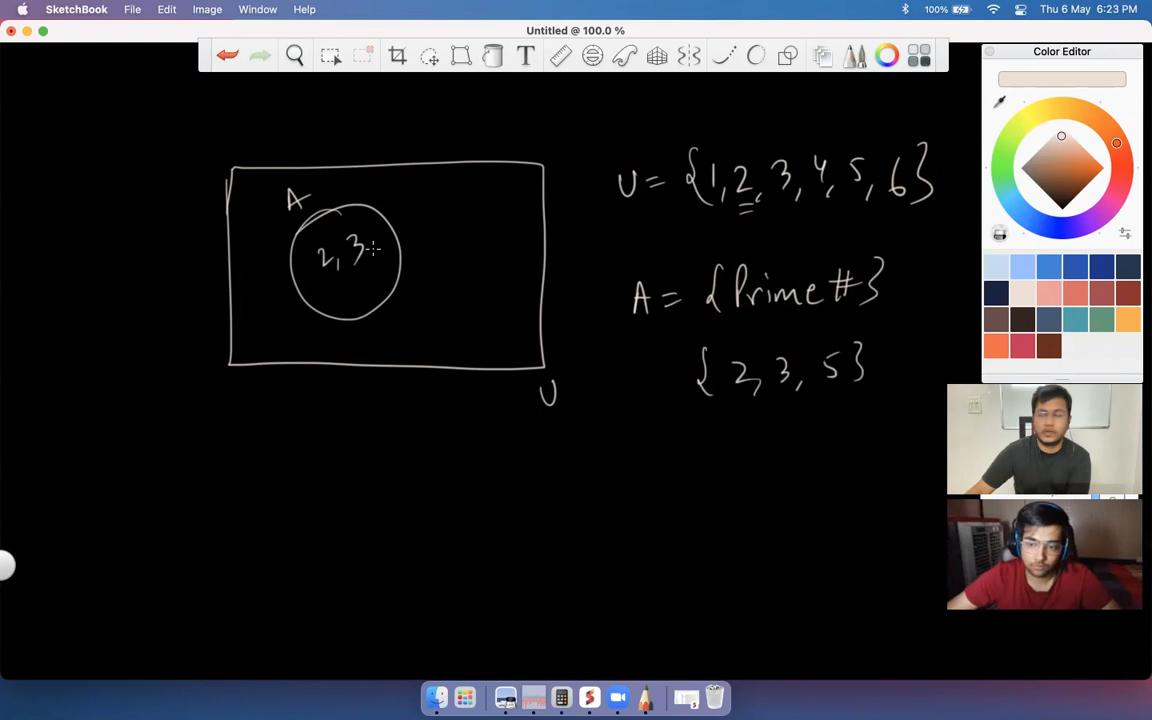 SketchBook File Edit Image Window Help 100% Thu 6 May 6:23 PM
Untitled @ 100.0 %
T
Color Editor
A
2, 3
U
U = {1, 2, 3, 4, 5, 6}
A = {Prime #}
{2, 3, 5}